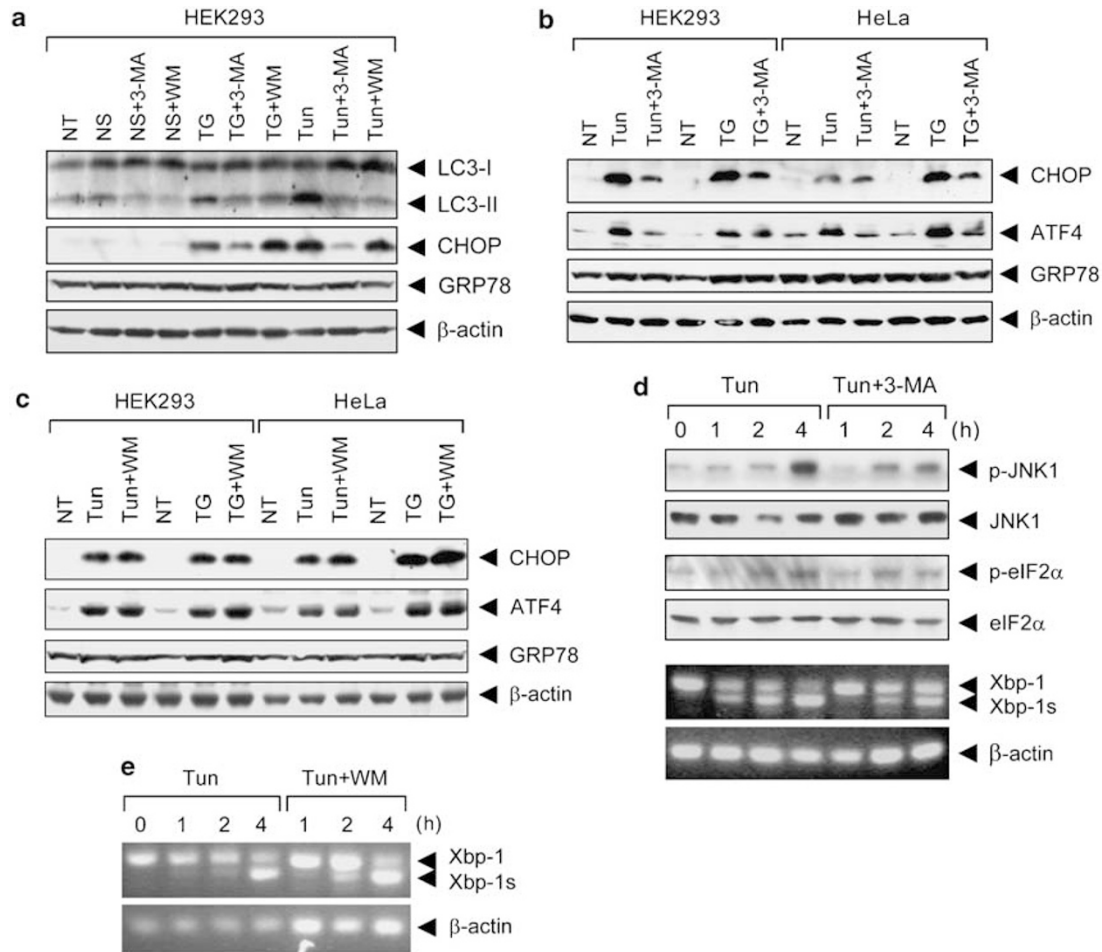 a
HEK293
NT NS NS+3-MA NS+WM TG TG+3-MA TG+WM Tun Tun+3-MA Tun+WM
LC3-I
LC3-II
CHOP
GRP78
β-actin
b
HEK293 HeLa
NT Tun Tun+3-MA NT TG TG+3-MA NT Tun Tun+3-MA NT TG TG+3-MA
CHOP
ATF4
GRP78
β-actin
c
HEK293 HeLa
NT Tun Tun+WM NT TG TG+WM NT Tun Tun+WM NT TG TG+WM
CHOP
ATF4
GRP78
β-actin
d
Tun Tun+3-MA
0 1 2 4 1 2 4 (h)
p-JNK1
JNK1
p-eIF2α
eIF2α
Xbp-1
Xbp-1s
β-actin
e
Tun Tun+WM
0 1 2 4 1 2 4 (h)
Xbp-1
Xbp-1s
β-actin